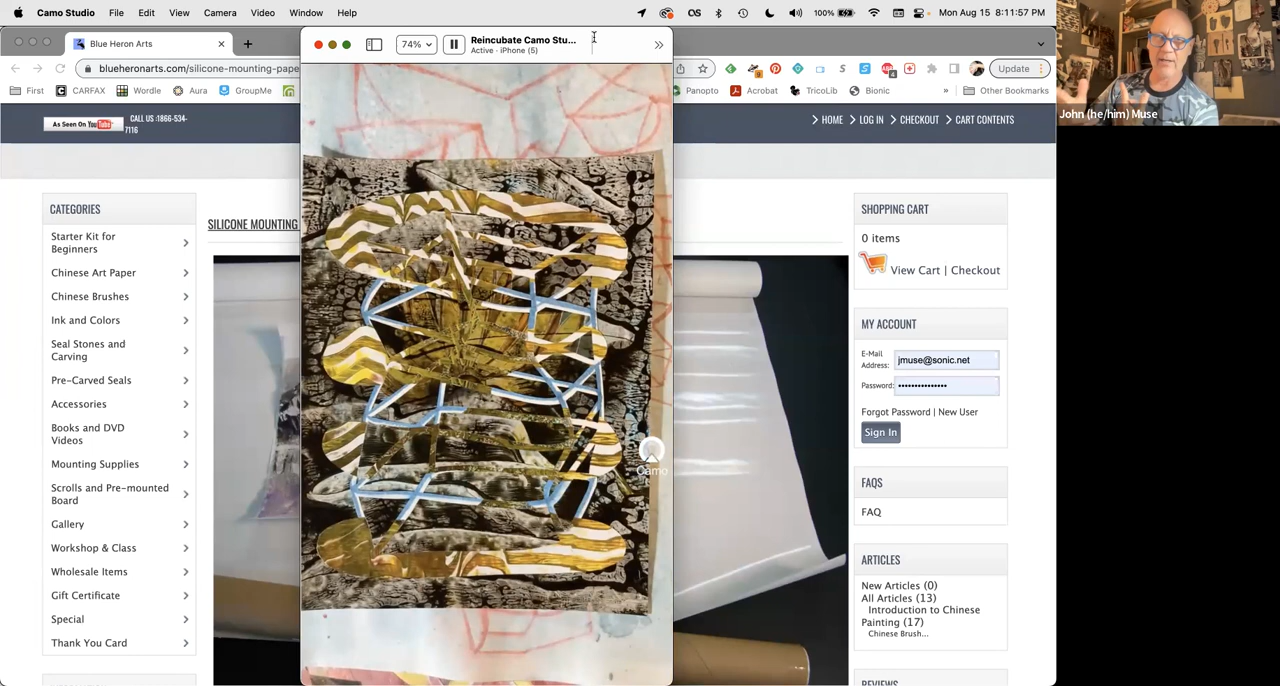 Camo Studio File Edit View Camera Video Window Help
100% Mon Aug 15 8:11:57 PM
Blue Heron Arts
blueheronarts.com/silicone-mounting-pape
74% Reincubate Camo Stu...
Active · iPhone (5)
Update
First CARFAX Wordle Aura GroupMe
Panopto Acrobat TricoLib Bionic » Other Bookmarks
As Seen On YouTube
CALL US :1866-534-
7116
HOME LOG IN CHECKOUT CART CONTENTS
CATEGORIES
Starter Kit for
Beginners
Chinese Art Paper
Chinese Brushes
Ink and Colors
Seal Stones and
Carving
Pre-Carved Seals
Accessories
Books and DVD
Videos
Mounting Supplies
Scrolls and Pre-mounted
Board
Gallery
Workshop & Class
Wholesale Items
Gift Certificate
Special
Thank You Card
SILICONE MOUNTING
Camo
SHOPPING CART
0 items
View Cart | Checkout
MY ACCOUNT
E-Mail
Address:
jmuse@sonic.net
Password: ••••••••••••••••
Forgot Password | New User
Sign In
FAQS
FAQ
ARTICLES
New Articles (0)
All Articles (13)
Introduction to Chinese
Painting (17)
Chinese Brush...
REVIEWS
John (he/him) Muse